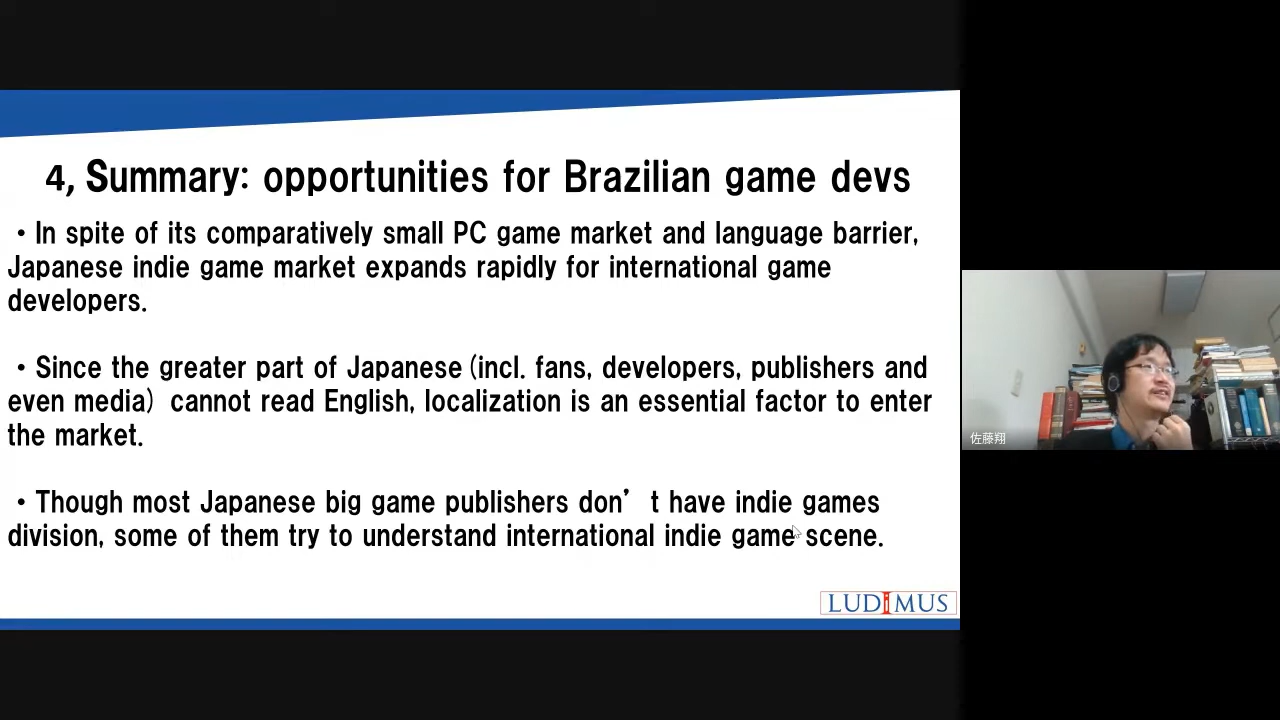 4, Summary: opportunities for Brazilian game devs
・In spite of its comparatively small PC game market and language barrier,
Japanese indie game market expands rapidly for international game
developers.
・Since the greater part of Japanese (incl. fans, developers, publishers and
even media) cannot read English, localization is an essential factor to enter
the market.
・Though most Japanese big game publishers don’t have indie games
division, some of them try to understand international indie game scene.
LUDiMUS
佐藤翔